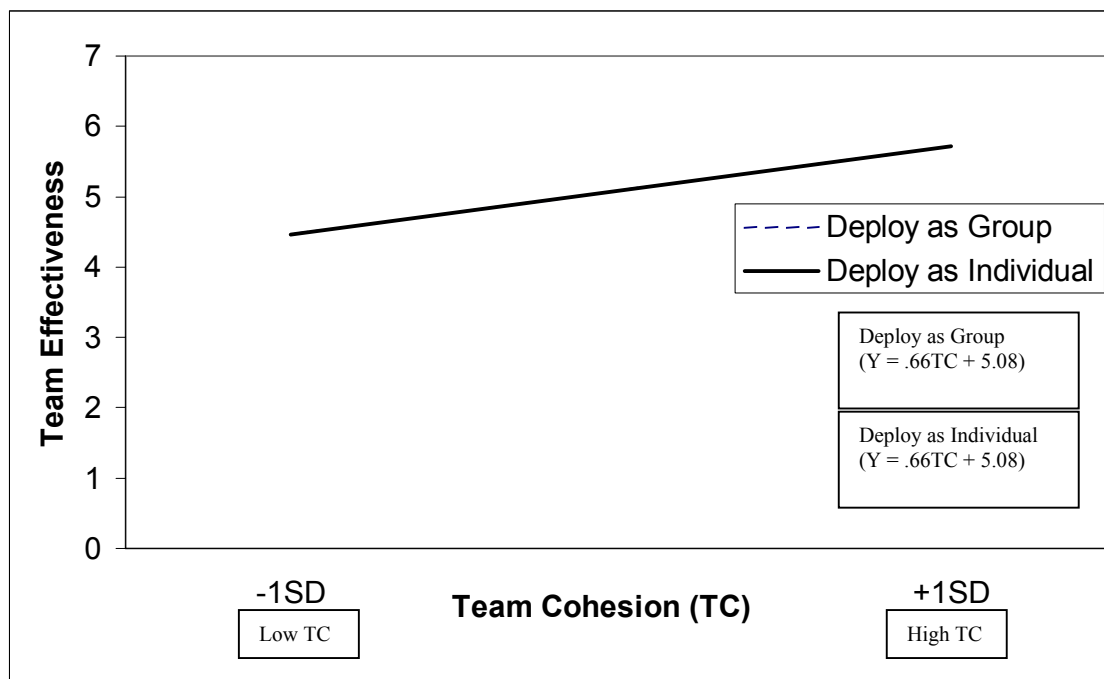 7
6
5
4
3
2
1
0
Team Effectiveness
Deploy as Group
Deploy as Individual
Deploy as Group
(Y = .66TC + 5.08)
Deploy as Individual
(Y = .66TC + 5.08)
-1SD
Team Cohesion (TC)
+1SD
Low TC
High TC